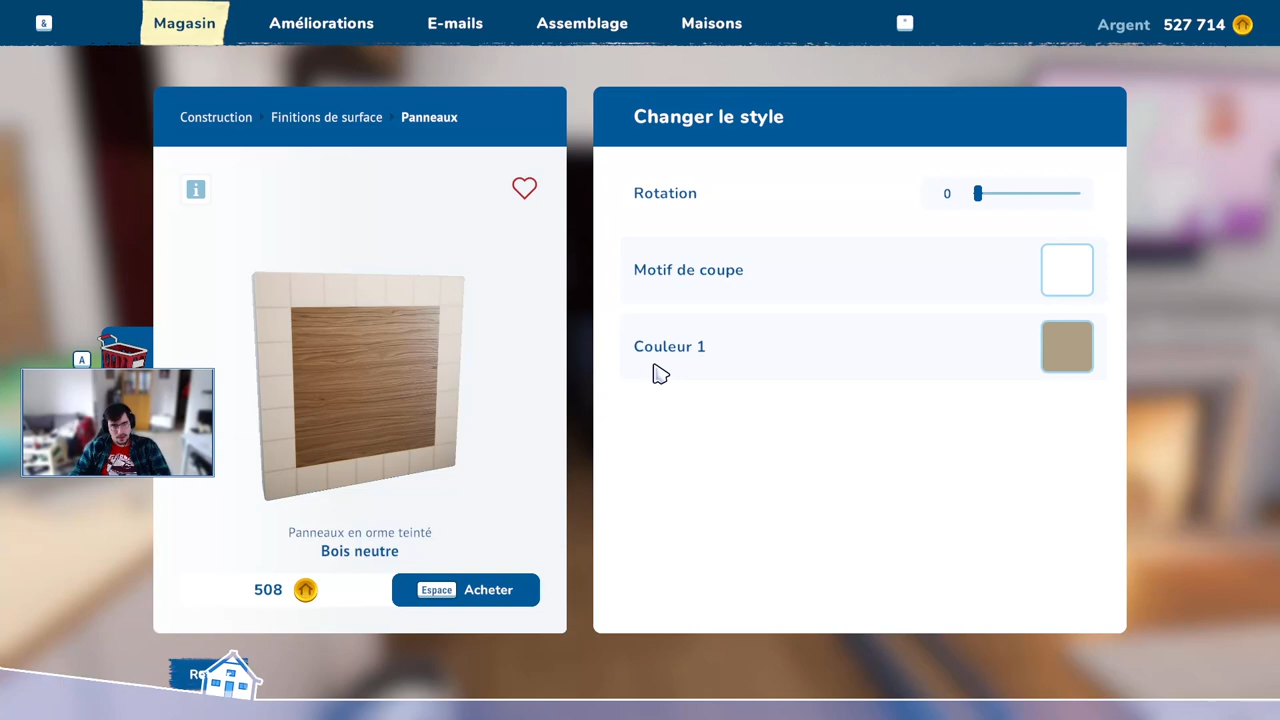 &
Magasin
Améliorations
E-mails
Assemblage
Maisons
"
Argent 527 714
Construction
Finitions de surface
Panneaux
i
A
Panneaux en orme teinté
Bois neutre
508
Espace Acheter
Changer le style
Rotation
0
Motif de coupe
Couleur 1